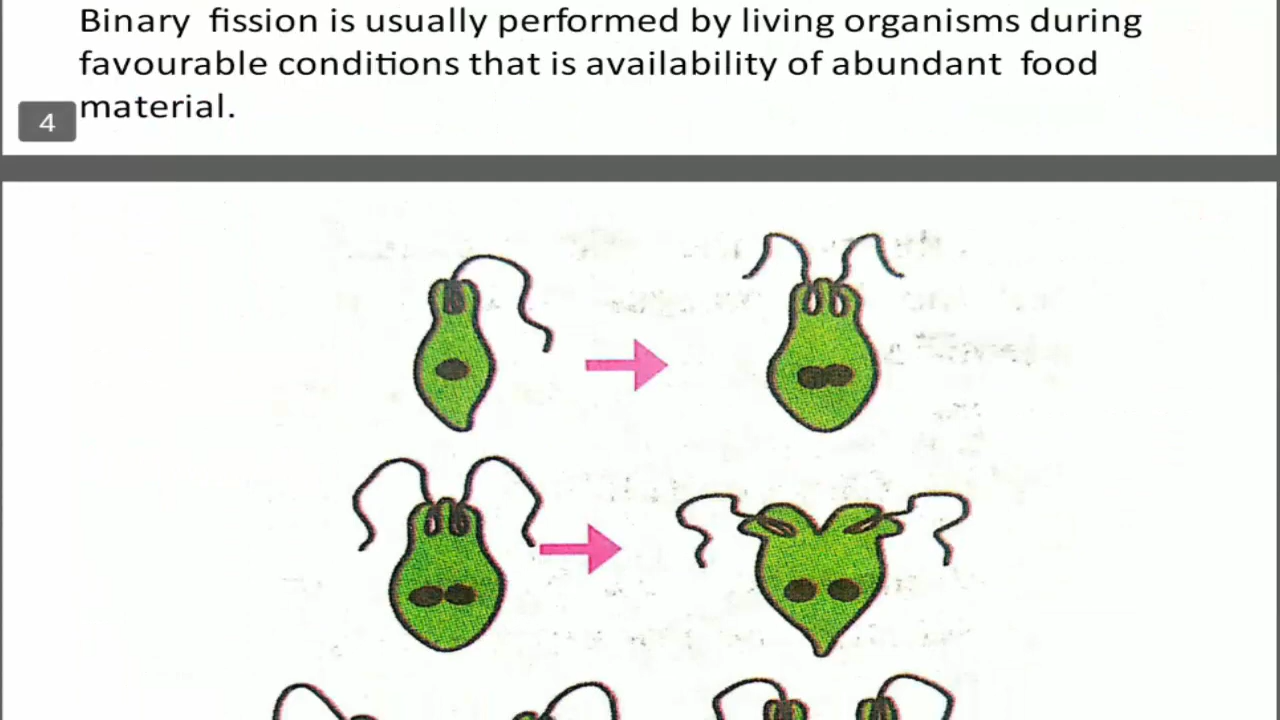 Binary fission is usually performed by living organisms during
favourable conditions that is availability of abundant food
material.
4